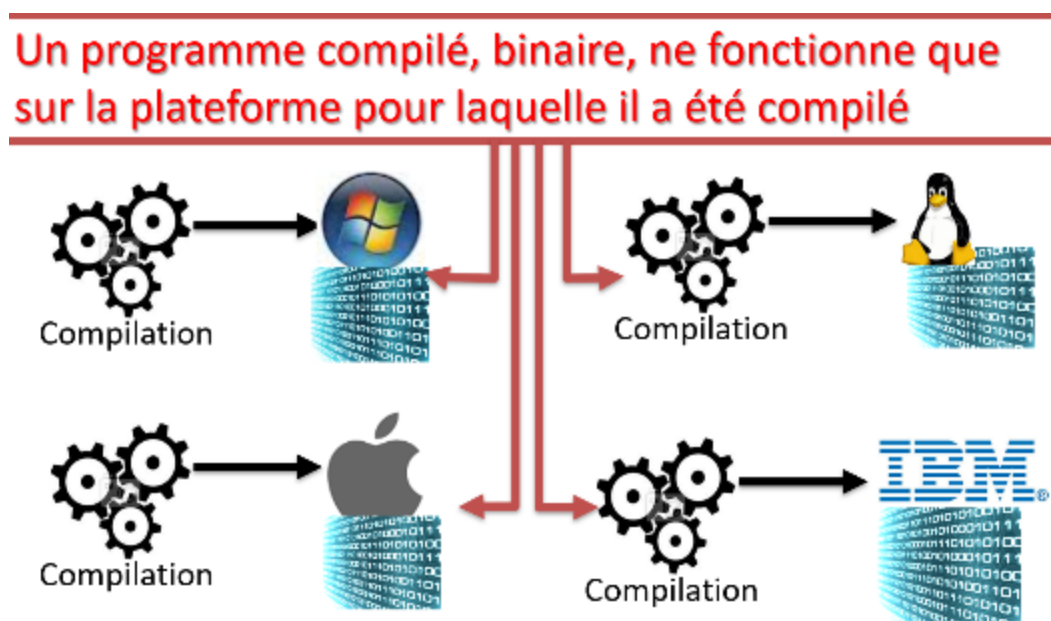 Un programme compilé, binaire, ne fonctionne que
sur la plateforme pour laquelle il a été compilé
Compilation
Compilation
IBM®
Compilation
Compilation